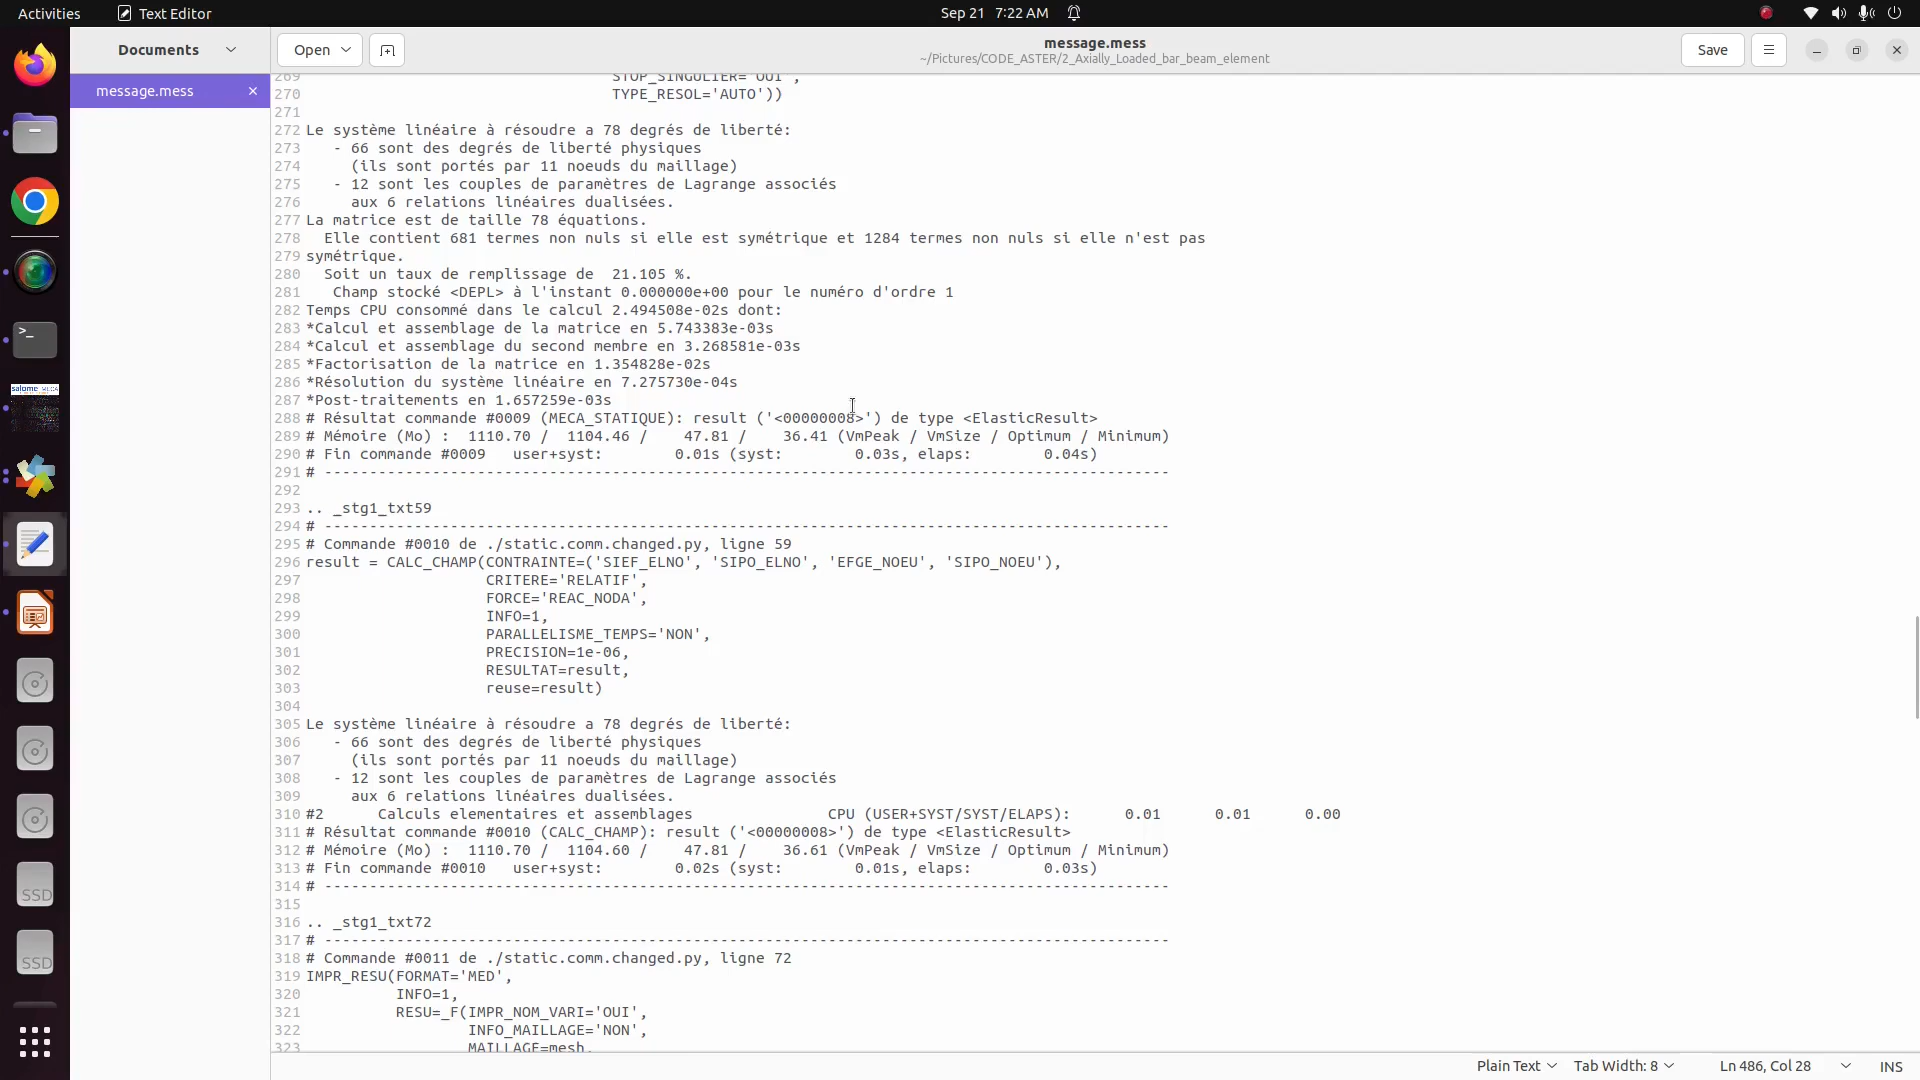 Activities
Text Editor
Sep 21 7:22 AM
Documents
Open
message.mess
~/Pictures/CODE_ASTER/2_Axially_Loaded_bar_beam_element
Save
message.mess
269 STOP_SINGULIER='OUI',
270 TYPE_RESOL='AUTO'))
271
272 Le système linéaire à résoudre a 78 degrés de liberté:
273 - 66 sont des degrés de liberté physiques
274 (ils sont portés par 11 noeuds du maillage)
275 - 12 sont les couples de paramètres de Lagrange associés
276 aux 6 relations linéaires dualisées.
277 La matrice est de taille 78 équations.
278 Elle contient 681 termes non nuls si elle est symétrique et 1284 termes non nuls si elle n'est pas
279 symétrique.
280 Soit un taux de remplissage de 21.105 %.
281 Champ stocké <DEPL> à l'instant 0.000000e+00 pour le numéro d'ordre 1
282 Temps CPU consommé dans le calcul 2.494508e-02s dont:
283 *Calcul et assemblage de la matrice en 5.743383e-03s
284 *Calcul et assemblage du second membre en 3.268581e-03s
285 *Factorisation de la matrice en 1.354828e-02s
286 *Résolution du système linéaire en 7.275730e-04s
287 *Post-traitements en 1.657259e-03s
288 # Résultat commande #0009 (MECA_STATIQUE): result ('<00000008>') de type <ElasticResult>
289 # Mémoire (Mo) : 1110.70 / 1104.46 / 47.81 / 36.41 (VmPeak / VmSize / Optimum / Minimum)
290 # Fin commande #0009 user+syst: 0.01s (syst: 0.03s, elaps: 0.04s)
291 # ----------------------------------------------------------------------------------------------
292
293 .. _stg1_txt59
294 # ----------------------------------------------------------------------------------------------
295 # Commande #0010 de ./static.comm.changed.py, ligne 59
296 result = CALC_CHAMP(CONTRAINTE=('SIEF_ELNO', 'SIPO_ELNO', 'EFGE_NOEU', 'SIPO_NOEU'),
297 CRITERE='RELATIF',
298 FORCE='REAC_NODA',
299 INFO=1,
300 PARALLELISME_TEMPS='NON',
301 PRECISION=1e-06,
302 RESULTAT=result,
303 reuse=result)
304
305 Le système linéaire à résoudre a 78 degrés de liberté:
306 - 66 sont des degrés de liberté physiques
307 (ils sont portés par 11 noeuds du maillage)
308 - 12 sont les couples de paramètres de Lagrange associés
309 aux 6 relations linéaires dualisées.
310 #2 Calculs elementaires et assemblages CPU (USER+SYST/SYST/ELAPS): 0.01 0.01 0.00
311 # Résultat commande #0010 (CALC_CHAMP): result ('<00000008>') de type <ElasticResult>
312 # Mémoire (Mo) : 1110.70 / 1104.60 / 47.81 / 36.61 (VmPeak / VmSize / Optimum / Minimum)
313 # Fin commande #0010 user+syst: 0.02s (syst: 0.01s, elaps: 0.03s)
314 # ----------------------------------------------------------------------------------------------
315
316 .. _stg1_txt72
317 # ----------------------------------------------------------------------------------------------
318 # Commande #0011 de ./static.comm.changed.py, ligne 72
319 IMPR_RESU(FORMAT='MED',
320 INFO=1,
321 RESU=_F(IMPR_NOM_VARI='OUI',
322 INFO_MAILLAGE='NON',
323 MAILLAGE=mesh,
salome
SSD
SSD
Plain Text
Tab Width: 8
Ln 486, Col 28
INS